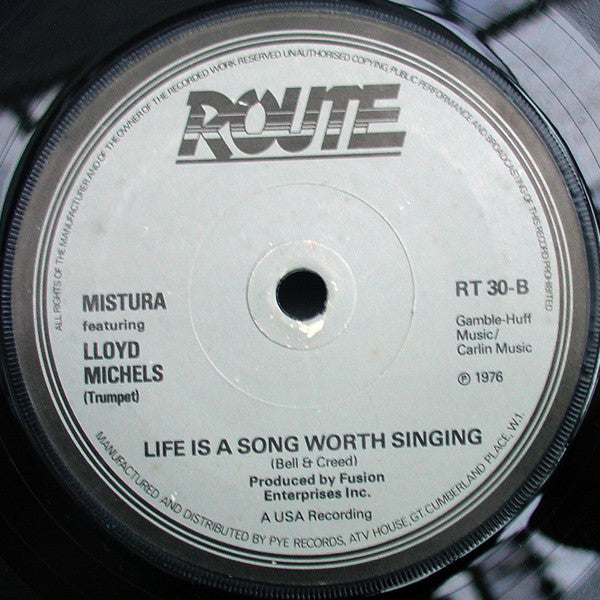 ALL RIGHTS OF THE MANUFACTURER AND OF THE OWNER OF THE RECORDED WORK RESERVED. UNAUTHORISED COPYING, PUBLIC PERFORMANCE AND BROADCASTING OF THIS RECORD PROHIBITED
ROUTE
MISTURA
featuring
LLOYD
MICHELS
(Trumpet)
RT 30-B
Gamble-Huff
Music/
Carlin Music
℗ 1976
LIFE IS A SONG WORTH SINGING
(Bell & Creed)
Produced by Fusion
Enterprises Inc.
A USA Recording
MANUFACTURED AND DISTRIBUTED BY PYE RECORDS, ATV HOUSE, GT. CUMBERLAND PLACE, W.1.